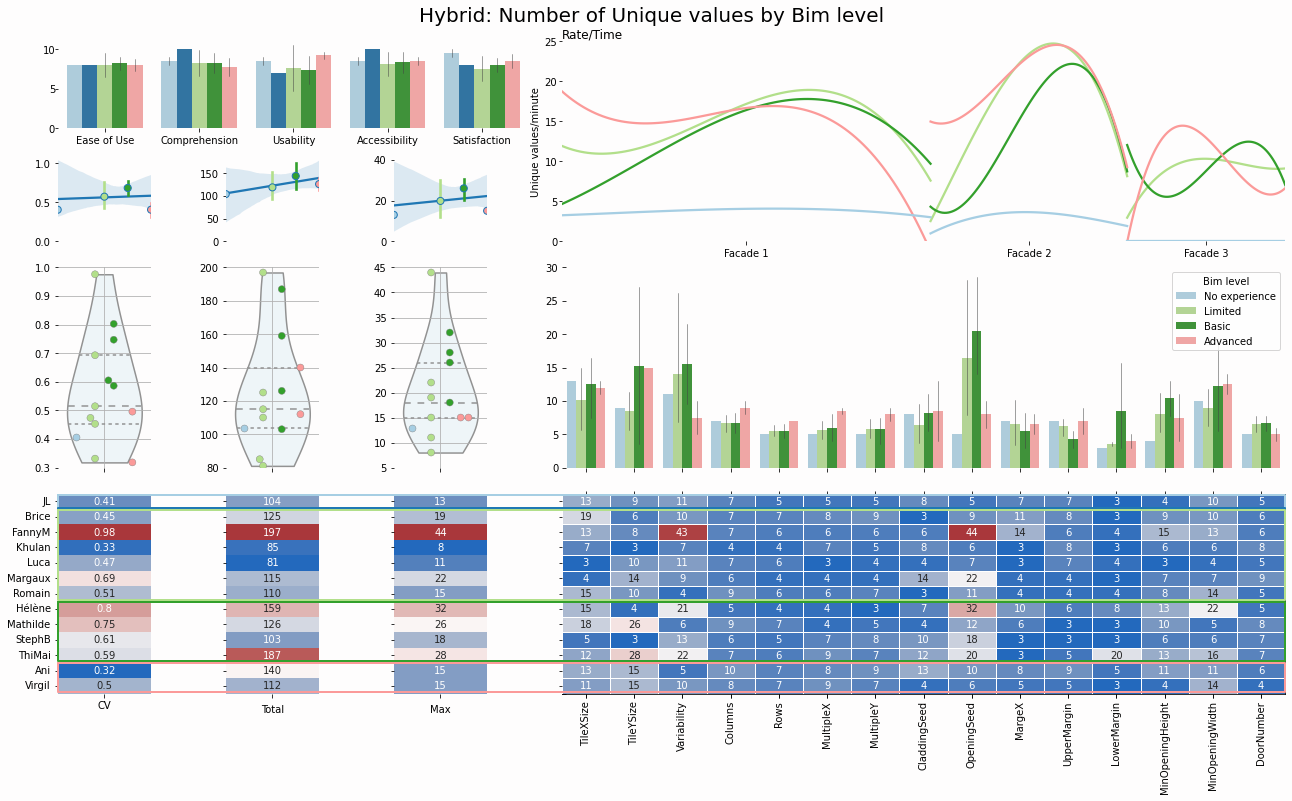 Hybrid: Number of Unique values by Bim level
10
5
0
Ease of Use Comprehension Usability Accessibility Satisfaction
Rate/Time
Unique values/minute
25
20
15
10
5
0
Facade 1 Facade 2 Facade 3
1.0
0.5
0.0
150
100
50
0
40
20
0
1.0
0.9
0.8
0.7
0.6
0.5
0.4
0.3
200
180
160
140
120
100
80
45
40
35
30
25
20
15
10
5
30
25
20
15
10
5
0
Bim level
No experience
Limited
Basic
Advanced
JL 0.41 104 13 13 9 11 7 5 5 5 8 5 7 7 3 4 10 5
Brice 0.45 125 19 19 6 10 7 7 8 9 3 9 11 8 3 9 10 6
FannyM 0.98 197 44 13 8 43 7 6 6 6 6 44 14 6 4 15 13 6
Khulan 0.33 85 8 7 3 7 4 4 7 5 8 6 3 8 3 6 6 8
Luca 0.47 81 11 3 10 11 7 6 3 4 4 7 3 7 4 3 4 5
Margaux 0.69 115 22 4 14 9 6 4 4 4 14 22 4 4 3 7 7 9
Romain 0.51 110 15 15 10 4 9 6 6 7 3 11 5 5 4 8 14 5
Hélène 0.8 159 32 15 4 21 5 4 4 3 7 32 10 6 8 13 22 5
Mathilde 0.75 126 26 18 26 6 9 7 4 5 4 12 6 3 3 10 5 8
StephB 0.61 103 18 5 3 13 6 5 7 8 10 18 3 3 3 6 6 7
ThiMai 0.59 187 28 12 28 22 7 6 9 7 12 20 3 5 20 13 16 7
Ani 0.32 140 15 13 15 5 10 7 8 9 13 10 8 9 5 11 11 6
Virgil 0.5 112 15 11 15 10 8 7 9 7 4 6 5 5 3 4 14 4
CV Total Max TileXSize TileYSize Variability Columns Rows MultipleX MultipleY CladdingSeed OpeningSeed MargeX UpperMargin LowerMargin MinOpeningHeight MinOpeningWidth DoorNumber